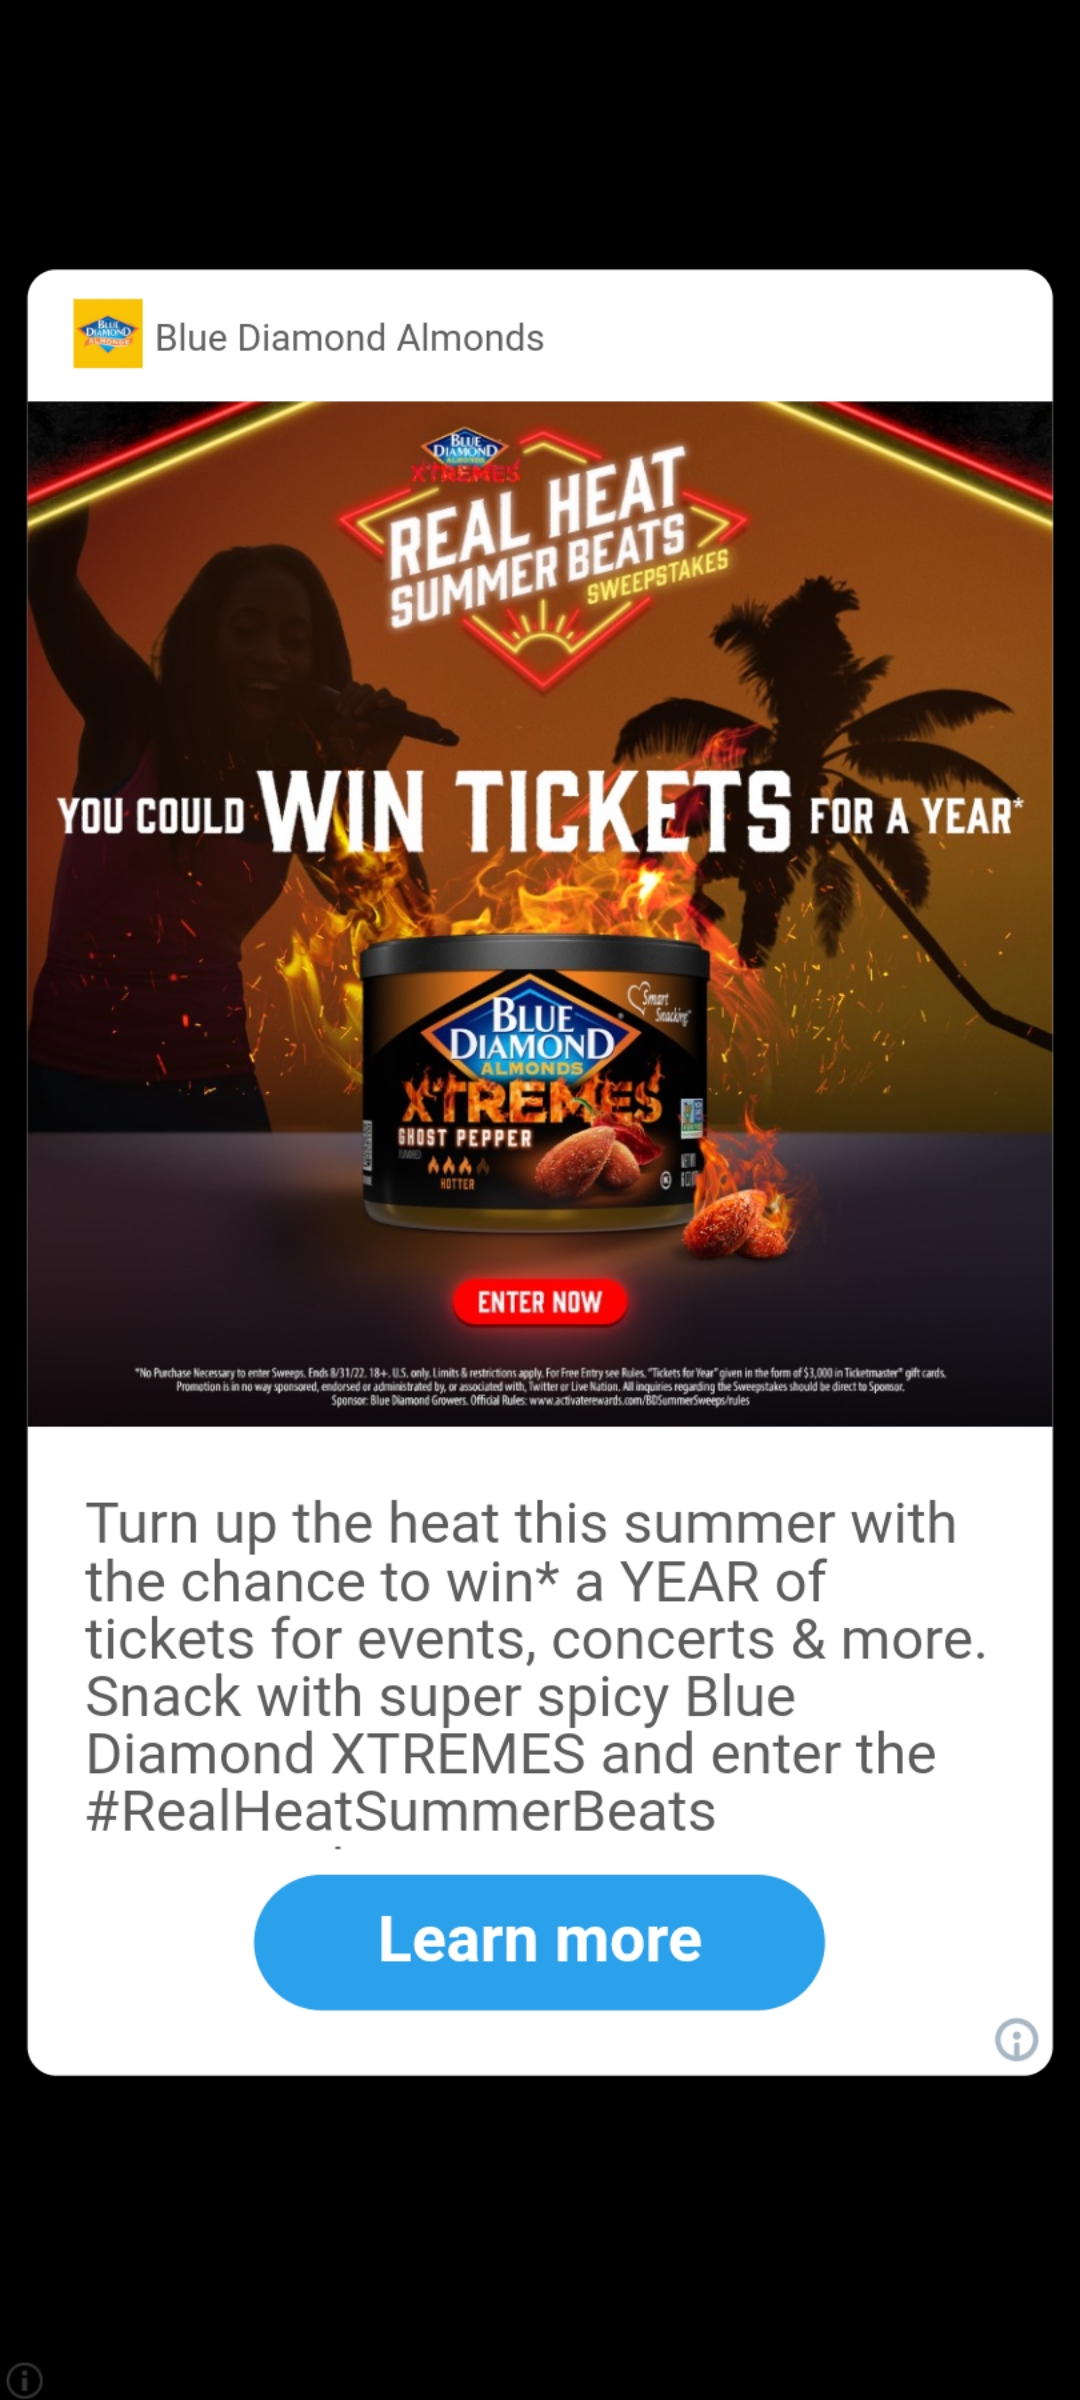 BLUE DIAMOND ALMONDS
Blue Diamond Almonds
BLUE
DIAMOND
ALMONDS
XTREMES
REAL HEAT
SUMMER BEATS
SWEEPSTAKES
YOU COULD WIN TICKETS FOR A YEAR*
Smart
Snacking™
BLUE
DIAMOND®
ALMONDS
XTREMES
GHOST PEPPER
FLAVORED
HOTTER
ENTER NOW
*No Purchase Necessary to enter Sweeps. Ends 8/31/22. 18+. U.S. only. Limits & restrictions apply. For Free Entry see Rules. "Tickets for Year" given in the form of $3,000 in Ticketmaster® gift cards.
Promotion is in no way sponsored, endorsed or administrated by, or associated with, Twitter or Live Nation. All inquiries regarding the Sweepstakes should be direct to Sponsor.
Sponsor: Blue Diamond Growers. Official Rules: www.activaterewards.com/BDSummerSweeps/rules
Turn up the heat this summer with
the chance to win* a YEAR of
tickets for events, concerts & more.
Snack with super spicy Blue
Diamond XTREMES and enter the
#RealHeatSummerBeats
Learn more